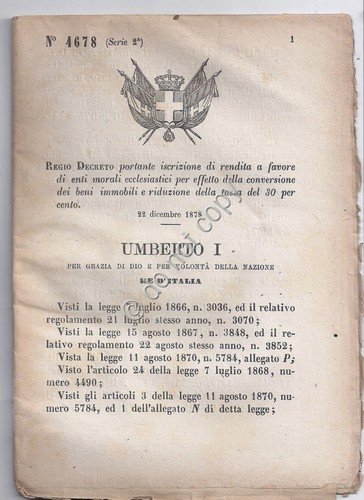 N° 4678 (Serie 2ª)
1
REGIO DECRETO portante iscrizione di rendita a favore
di enti morali ecclesiastici per effetto della conversione
dei beni immobili e riduzione della tassa del 30 per
cento.
22 dicembre 1878
UMBERTO I
PER GRAZIA DI DIO E PER VOLONTÀ DELLA NAZIONE
RE D'ITALIA
Visti la legge 7 luglio 1866, n. 3036, ed il relativo
regolamento 21 luglio stesso anno, n. 3070;
Visti la legge 15 agosto 1867, n. 3848, ed il re-
lativo regolamento 22 agosto stesso anno, n. 3852;
Vista la legge 11 agosto 1870, n. 5784, allegato P;
Visto l'articolo 24 della legge 7 luglio 1868, nu-
mero 4490;
Visti gli articoli 3 della legge 11 agosto 1870, nu-
mero 5784, ed 1 dell'allegato N di detta legge;
do not copy